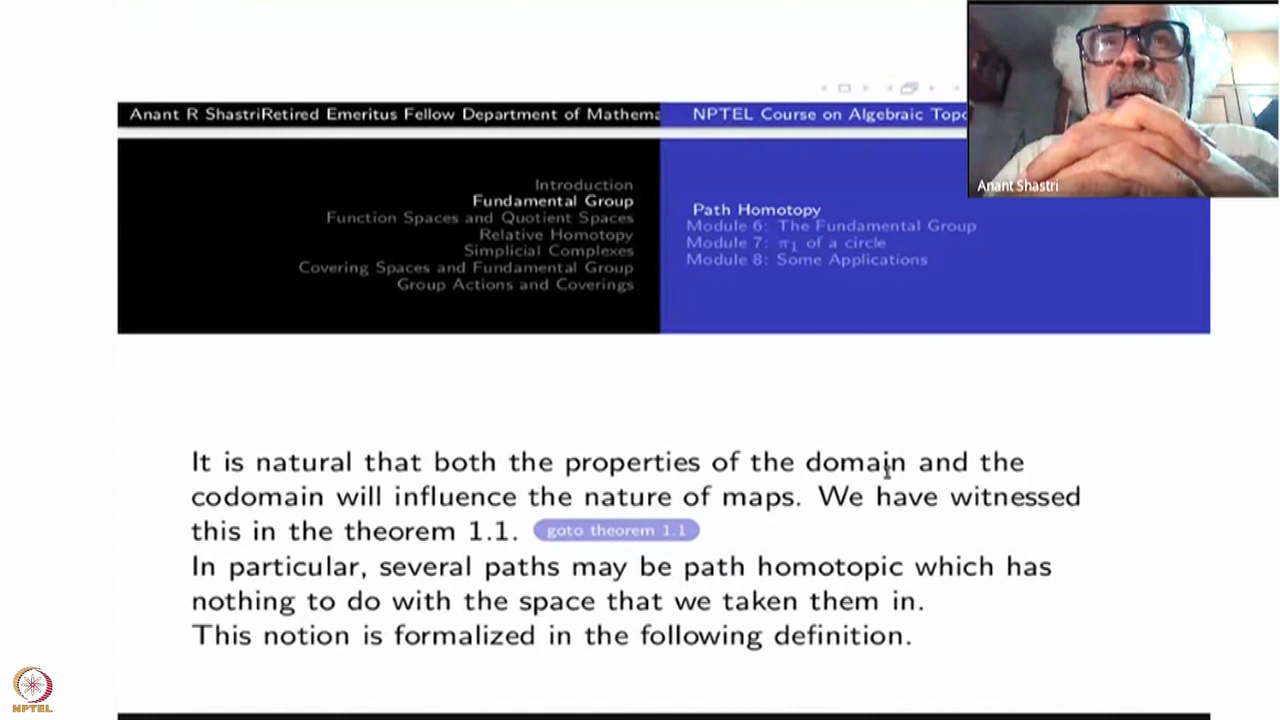 Anant R ShastriRetired Emeritus Fellow Department of Mathema
NPTEL Course on Algebraic Topo
Anant Shastri
Introduction
Fundamental Group
Function Spaces and Quotient Spaces
Relative Homotopy
Simplicial Complexes
Covering Spaces and Fundamental Group
Group Actions and Coverings
Path Homotopy
Module 6: The Fundamental Group
Module 7: π₁ of a circle
Module 8: Some Applications
It is natural that both the properties of the domain and the
codomain will influence the nature of maps. We have witnessed
this in the theorem 1.1. goto theorem 1.1
In particular, several paths may be path homotopic which has
nothing to do with the space that we taken them in.
This notion is formalized in the following definition.
NPTEL